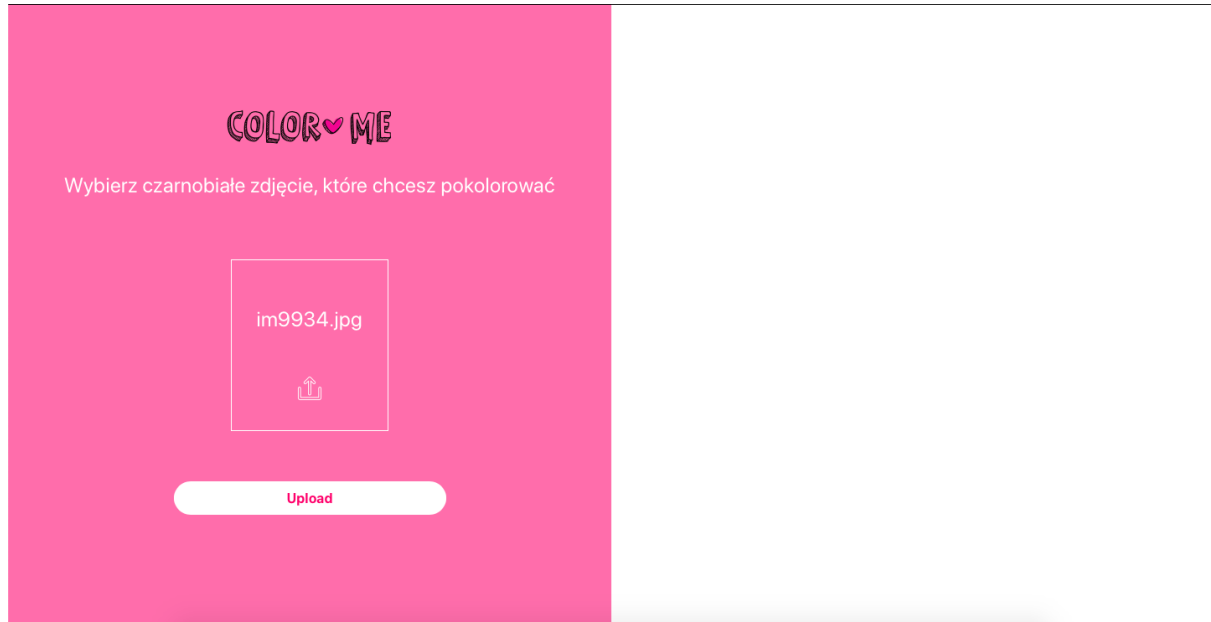 COLOR ME
Wybierz czarnobiałe zdjęcie, które chcesz pokolorować
im9934.jpg
Upload